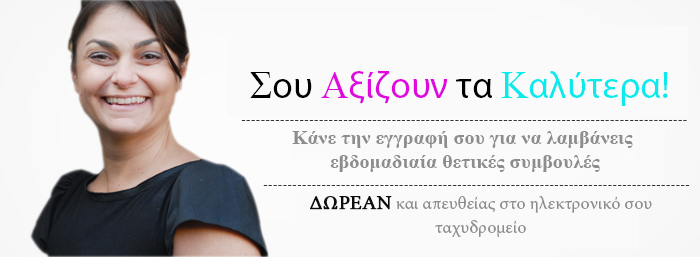 Σου Αξίζουν τα Καλύτερα!
Κάνε την εγγραφή σου για να λαμβάνεις
εβδομαδιαία θετικές συμβουλές
ΔΩΡΕΑΝ και απευθείας στο ηλεκτρονικό σου
ταχυδρομείο